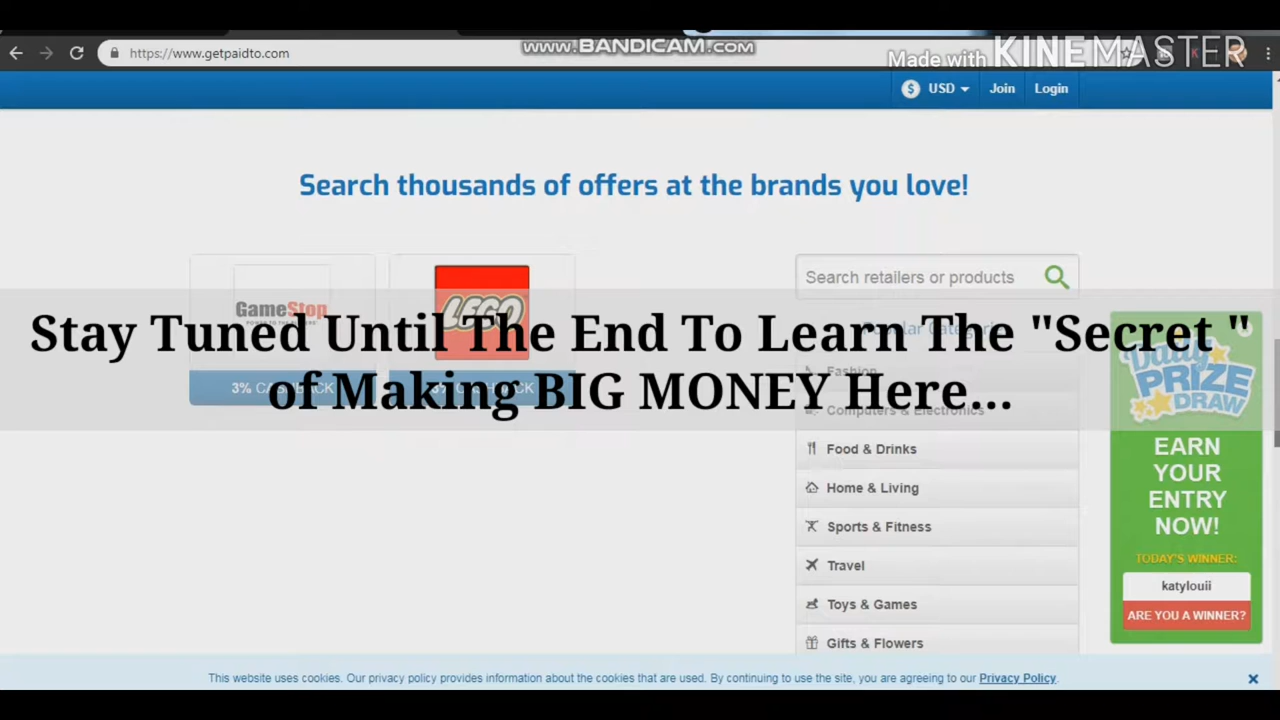 https://www.getpaidto.com
www.BANDICAM.com
Made with KINEMASTER
USD
Join
Login
Search thousands of offers at the brands you love!
Search retailers or products
GameStop
LEGO
Stay Tuned Until The End To Learn The "Secret "
of Making BIG MONEY Here...
3% CASHBACK
Fashion
Computers & Electronics
Food & Drinks
Home & Living
Sports & Fitness
Travel
Toys & Games
Gifts & Flowers
Daily
PRIZE
DRAW
EARN
YOUR
ENTRY
NOW!
TODAY'S WINNER:
katylouii
ARE YOU A WINNER?
This website uses cookies. Our privacy policy provides information about the cookies that are used. By continuing to use the site, you are agreeing to our Privacy Policy.